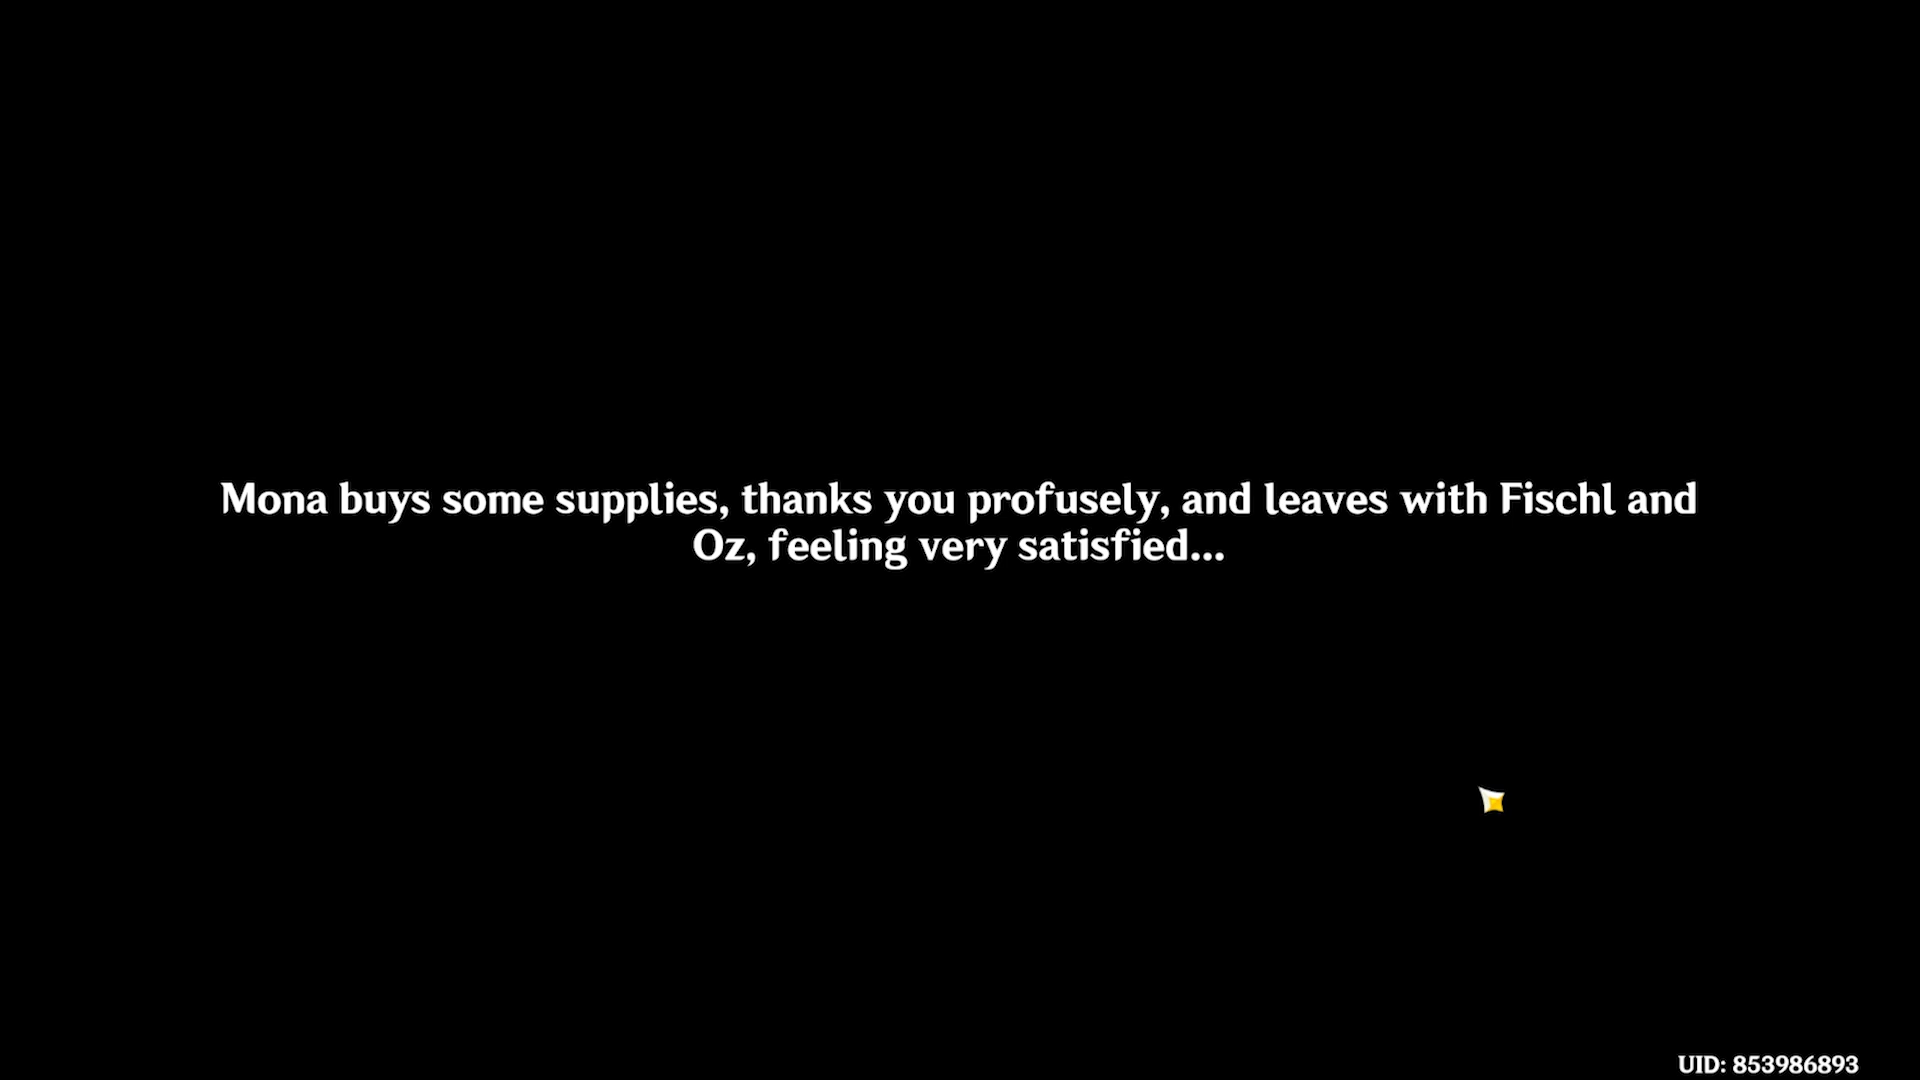 Mona buys some supplies, thanks you profusely, and leaves with Fischl and
Oz, feeling very satisfied...
UID: 853986893